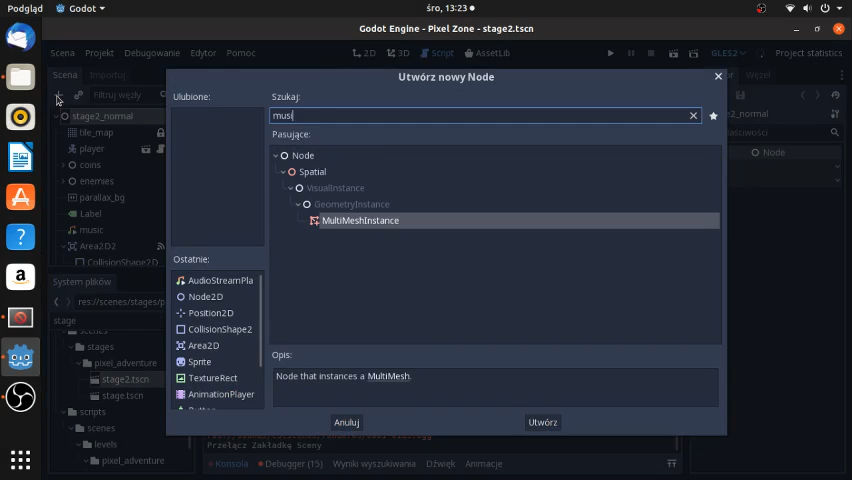 Podgląd
Godot
śro, 13:23
Godot Engine - Pixel Zone - stage2.tscn
Scena
Projekt
Debugowanie
Edytor
Pomoc
2D
3D
Script
AssetLib
GLES2
Project statistics
Scena
Importuj
Utwórz nowy Node
Węzeł
Filtruj węzły
Ulubione:
Szukaj:
musi
stage2_normal
tile_map
player
coins
enemies
parallax_bg
Label
music
Area2D2
CollisionShape2D
Pasujące:
Node
Spatial
VisualInstance
GeometryInstance
MultiMeshInstance
Node
Ostatnie:
AudioStreamPla
Node2D
Position2D
CollisionShape2
Area2D
Sprite
TextureRect
AnimationPlayer
System plików
res://scenes/stages/p
stage
scenes
stages
pixel_adventure
stage2.tscn
stage.tscn
scripts
scenes
levels
pixel_adventure
Opis:
Node that instances a MultiMesh.
Anuluj
Utwórz
Przełącz Zakładkę Sceny
Konsola
Debugger (15)
Wyniki wyszukiwania
Dźwięk
Animacje